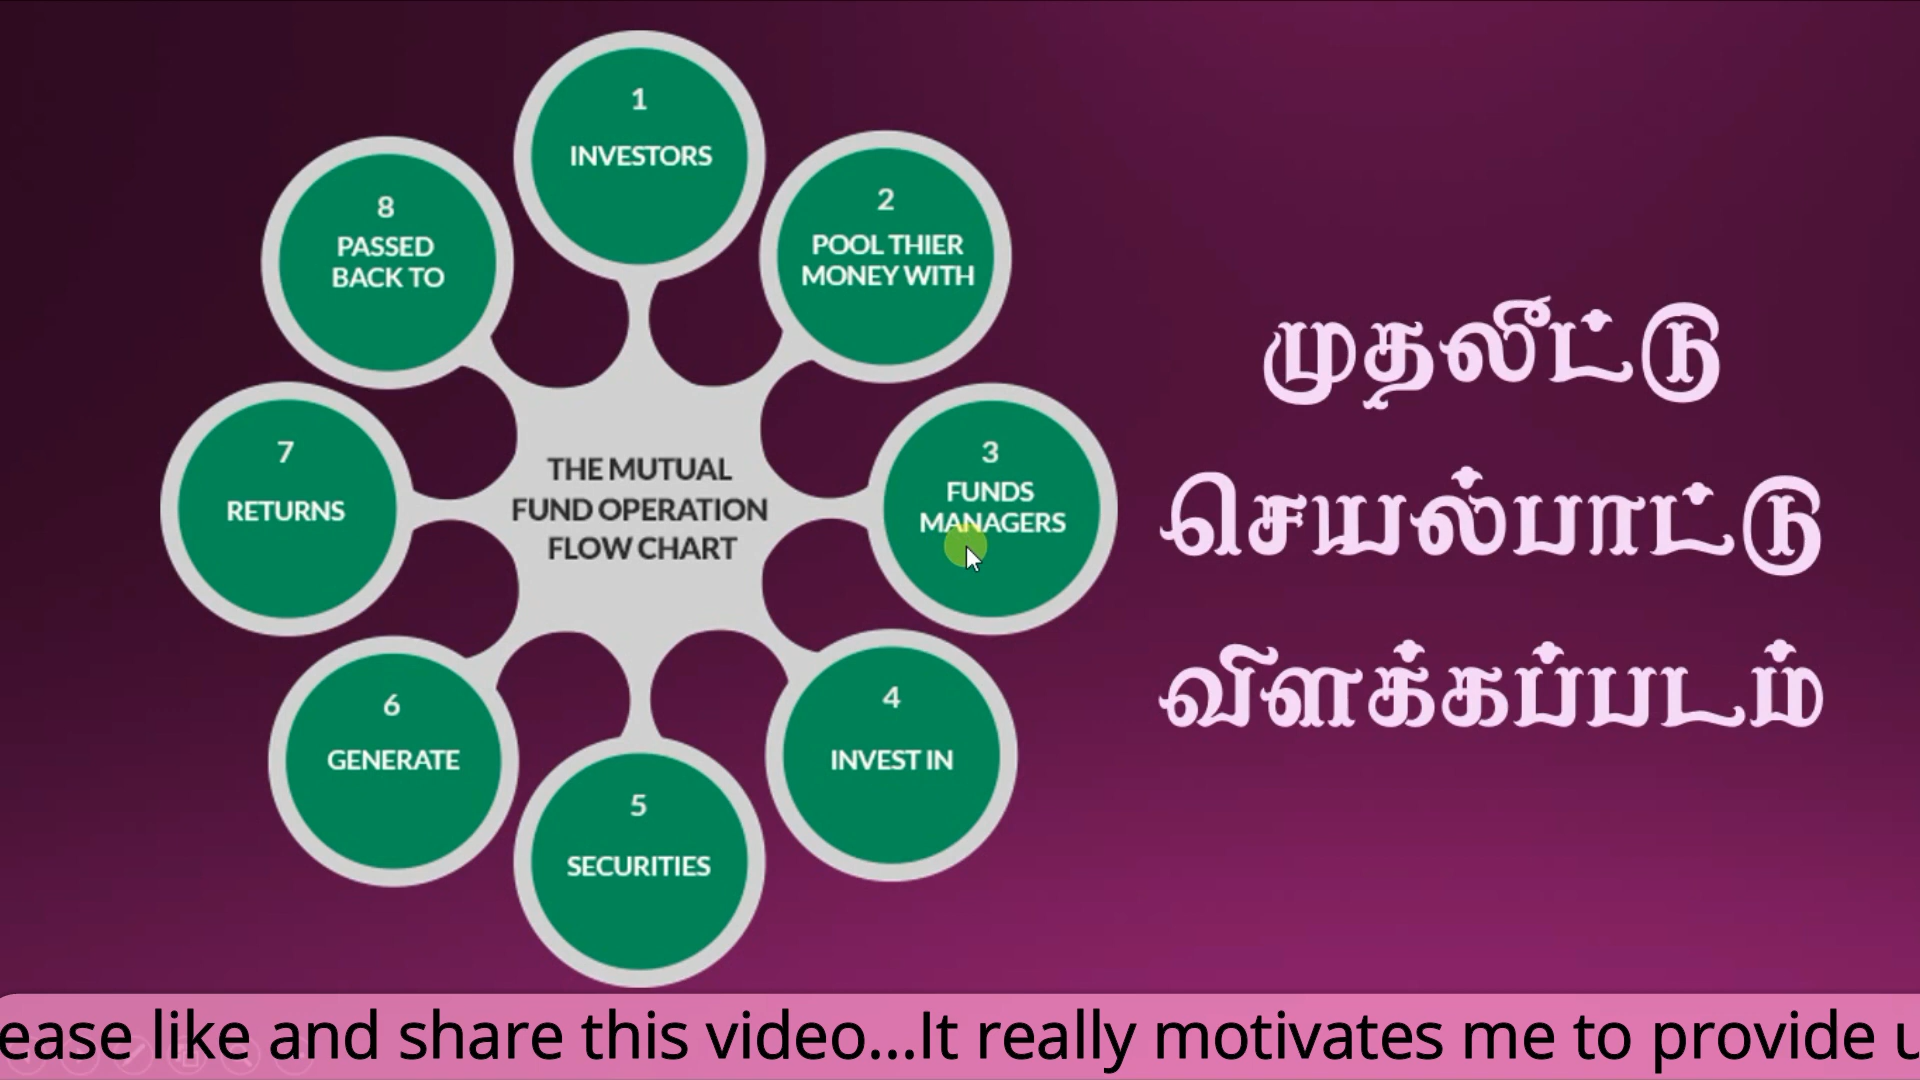 1
INVESTORS
2
POOL THIER
MONEY WITH
3
FUNDS
MANAGERS
4
INVEST IN
5
SECURITIES
6
GENERATE
7
RETURNS
8
PASSED
BACK TO
THE MUTUAL
FUND OPERATION
FLOW CHART
முதலீட்டு
செயல்பாட்டு
விளக்கப்படம்
ease like and share this video...It really motivates me to provide u